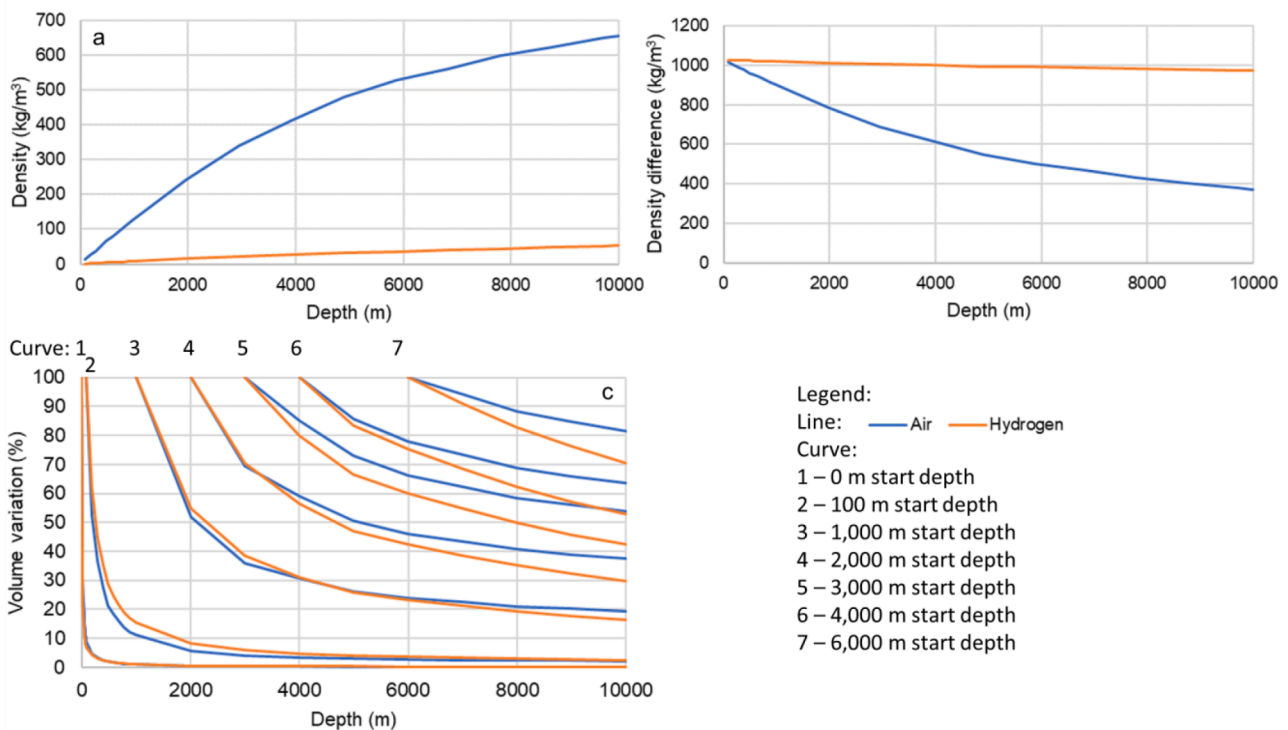 a
Density (kg/m³)
700
600
500
400
300
200
100
0
0 2000 4000 6000 8000 10000
Depth (m)
Density difference (kg/m³)
1200
1000
800
600
400
200
0
0 2000 4000 6000 8000 10000
Depth (m)
Curve: 1 3 4 5 6 7
2
c
Volume variation (%)
100
90
80
70
60
50
40
30
20
10
0
0 2000 4000 6000 8000 10000
Depth (m)
Legend:
Line: Air Hydrogen
Curve:
1 – 0 m start depth
2 – 100 m start depth
3 – 1,000 m start depth
4 – 2,000 m start depth
5 – 3,000 m start depth
6 – 4,000 m start depth
7 – 6,000 m start depth